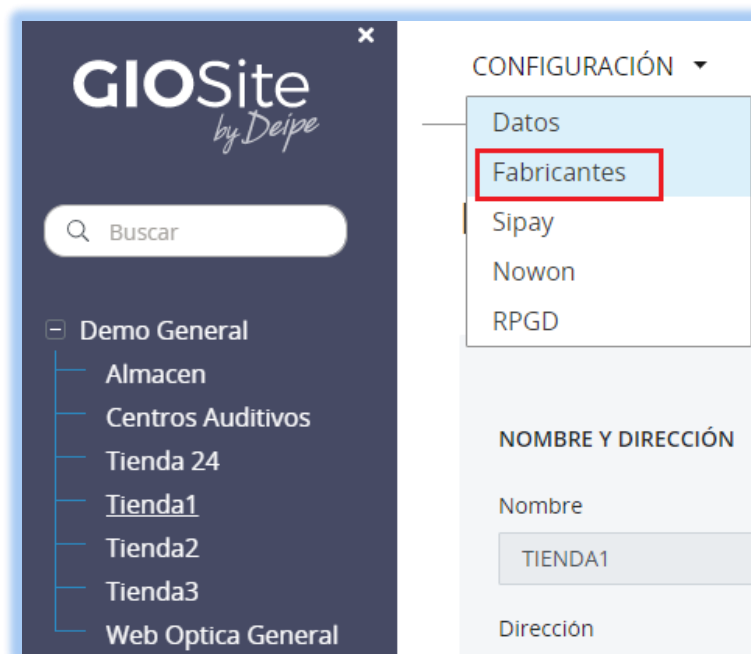 GIOSite
by Deipe
Buscar
Demo General
Almacen
Centros Auditivos
Tienda 24
Tienda1
Tienda2
Tienda3
Web Optica General
CONFIGURACIÓN
Datos
Fabricantes
Sipay
Nowon
RPGD
NOMBRE Y DIRECCIÓN
Nombre
TIENDA1
Dirección